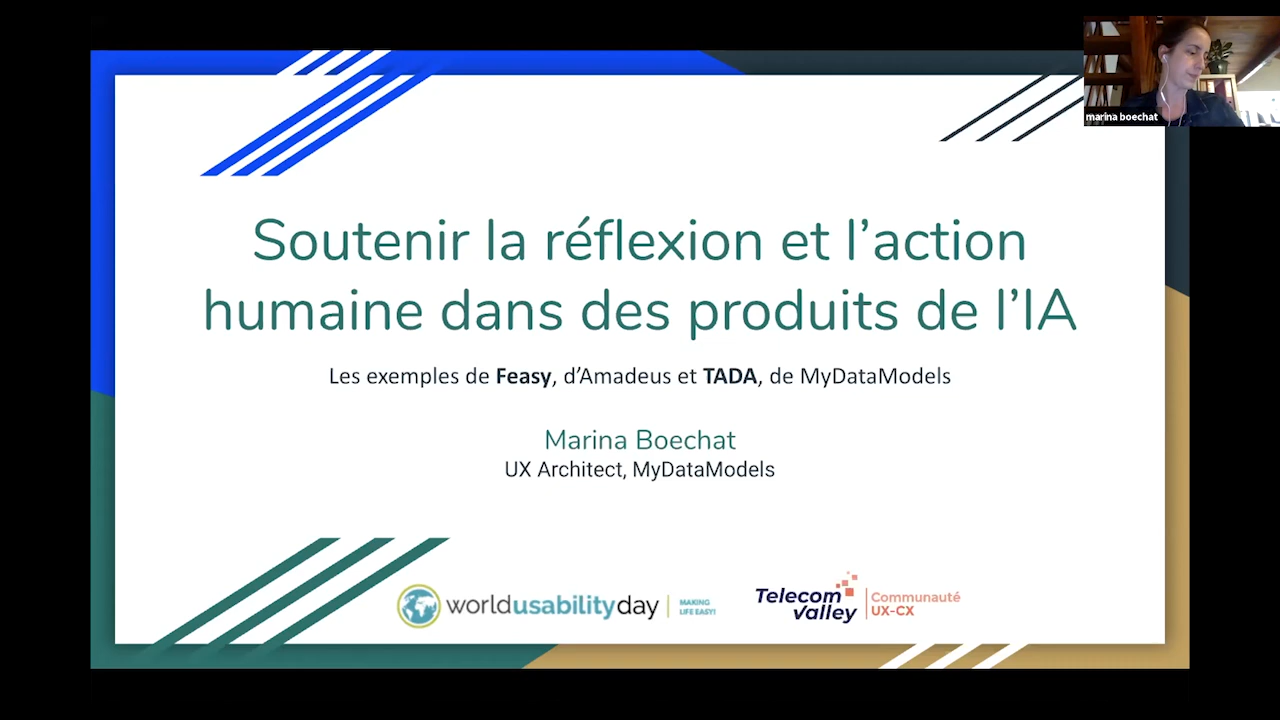 marina boechat
Soutenir la réflexion et l’action
humaine dans des produits de l’IA
Les exemples de Feasy, d’Amadeus et TADA, de MyDataModels
Marina Boechat
UX Architect, MyDataModels
worldusabilityday
MAKING
LIFE EASY!
Telecom
Valley
Communauté
UX-CX